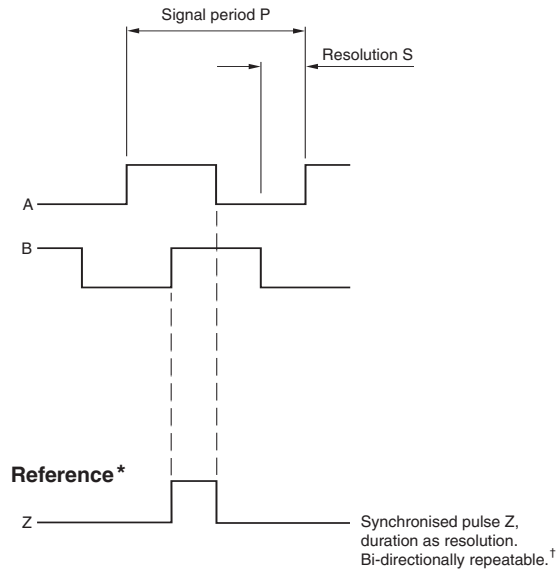 Signal period P
Resolution S
A
B
Reference*
Z
Synchronised pulse Z,
duration as resolution.
Bi-directionally repeatable.†